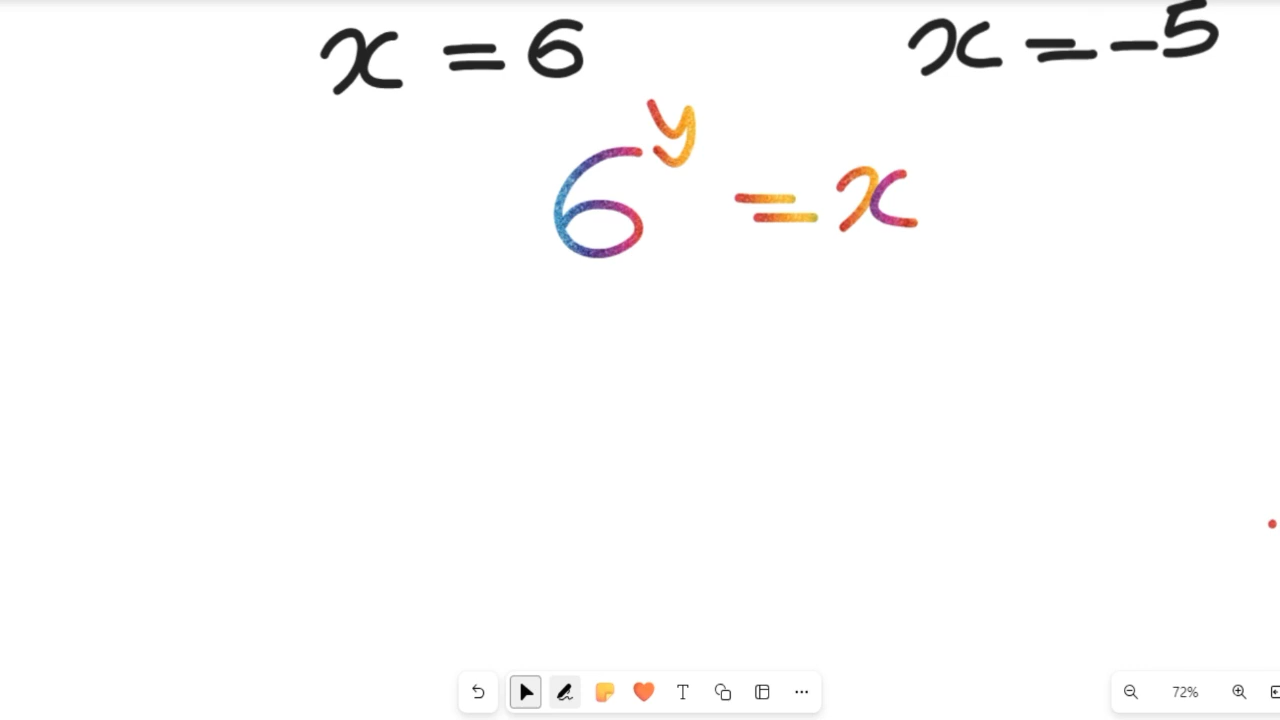 x = 6 x = -5
6^y = x
T
72%